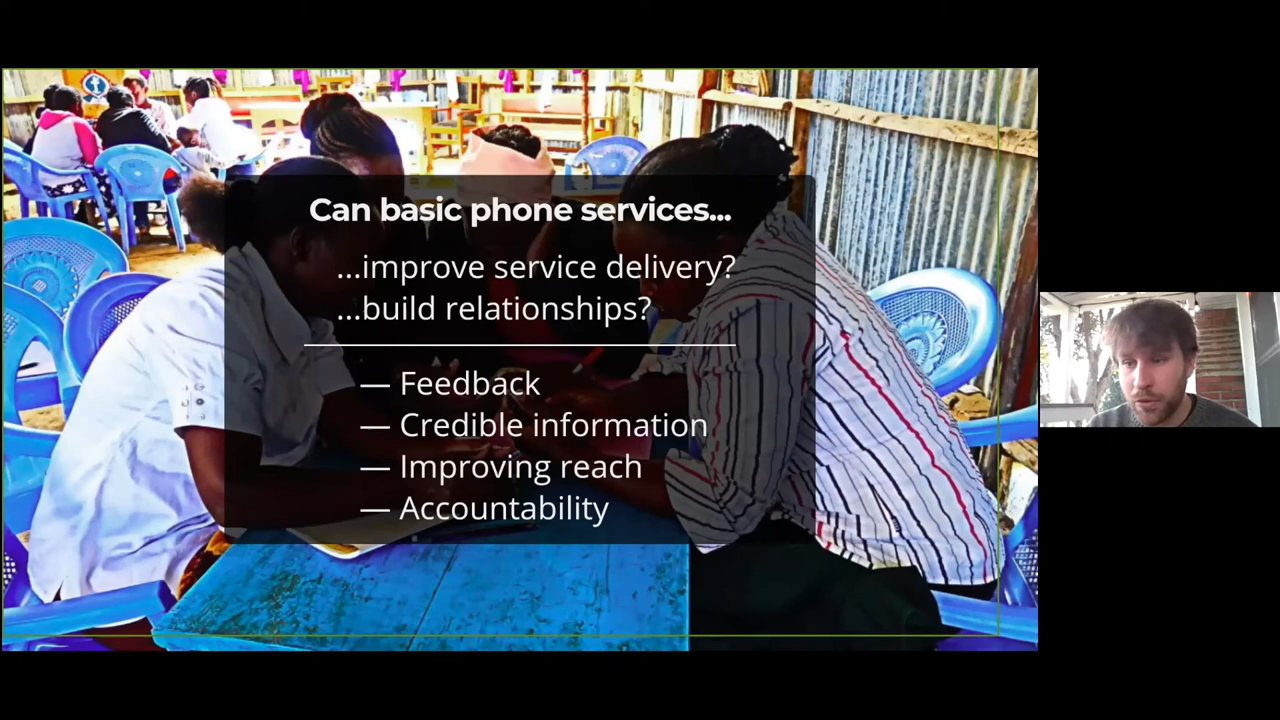 Can basic phone services...
...improve service delivery?
...build relationships?
— Feedback
— Credible information
— Improving reach
— Accountability